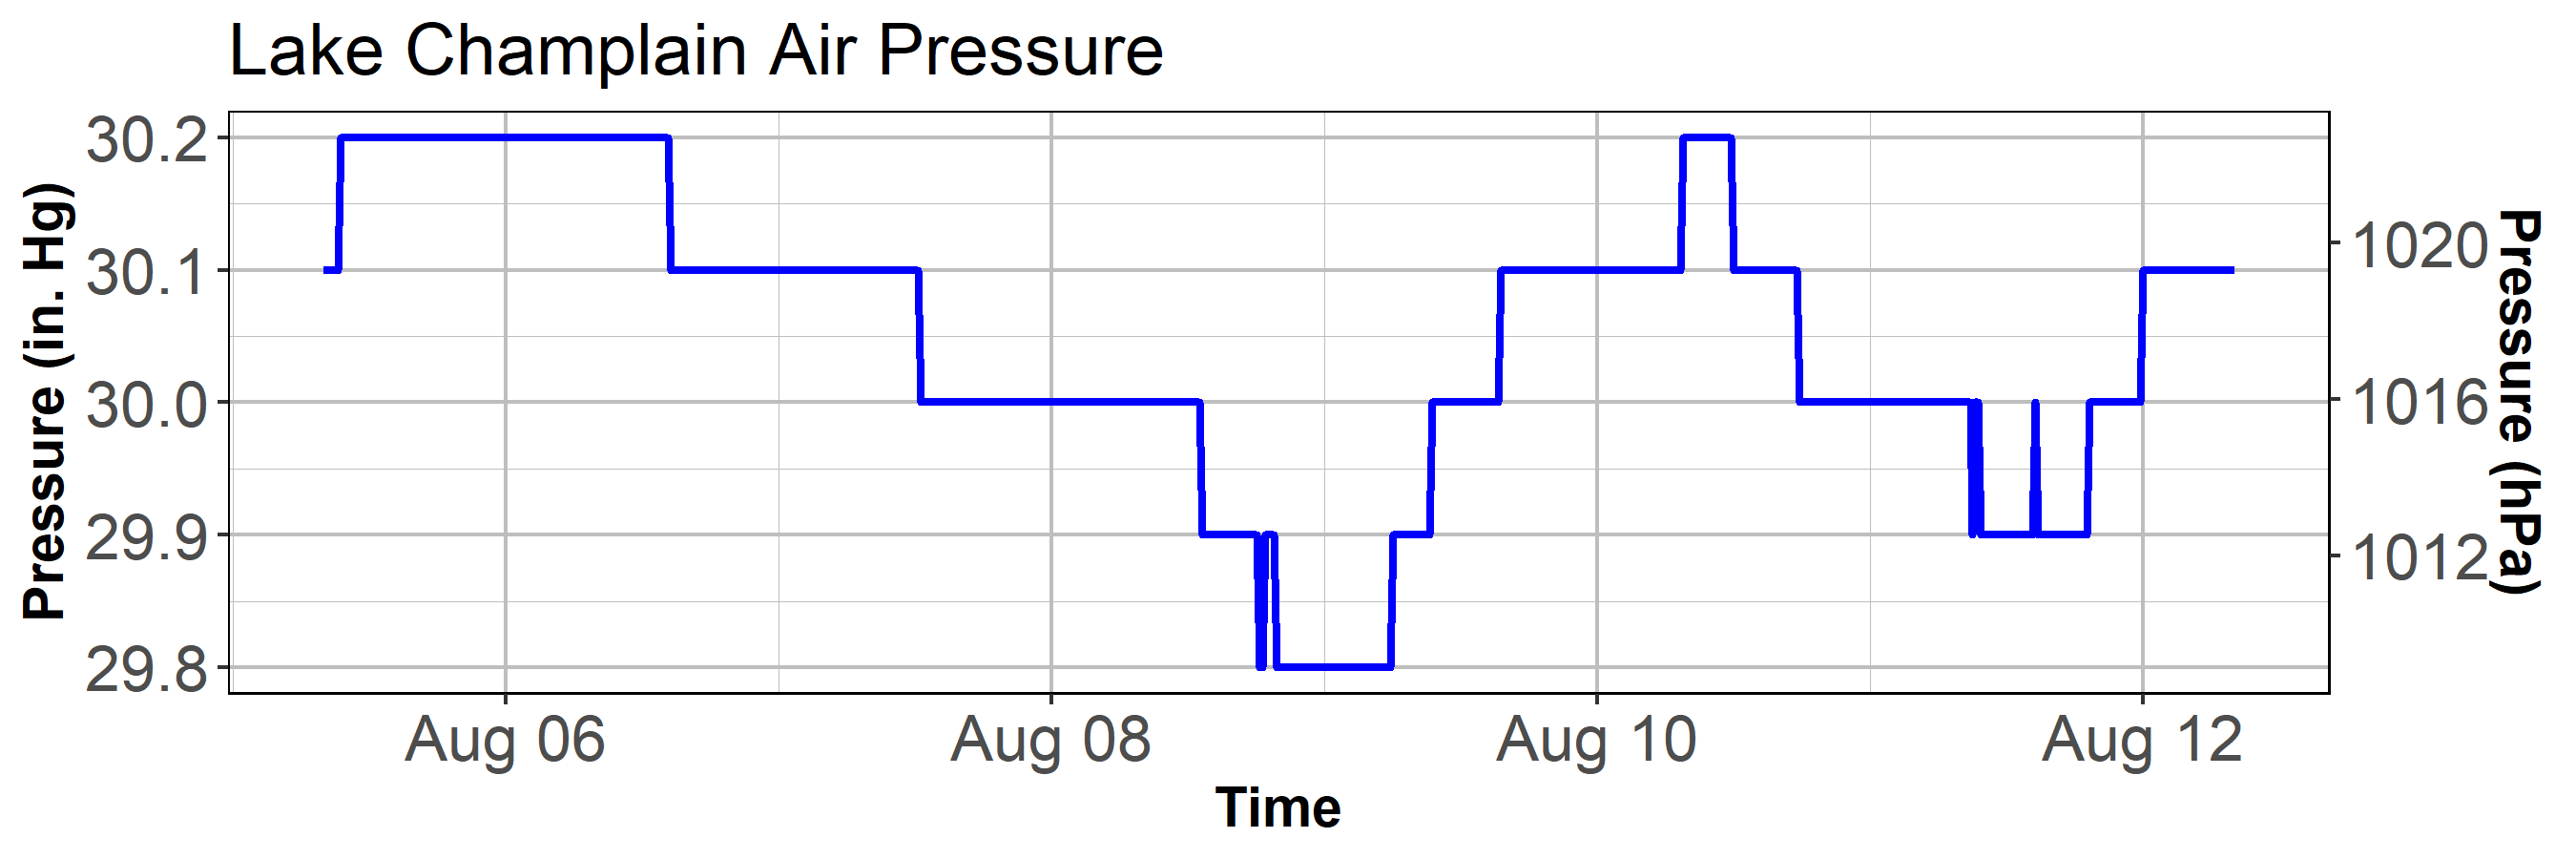 Lake Champlain Air Pressure
Pressure (in. Hg)
30.2
30.1
30.0
29.9
29.8
1020
1016
1012
Pressure (hPa)
Aug 06 Aug 08 Aug 10 Aug 12
Time